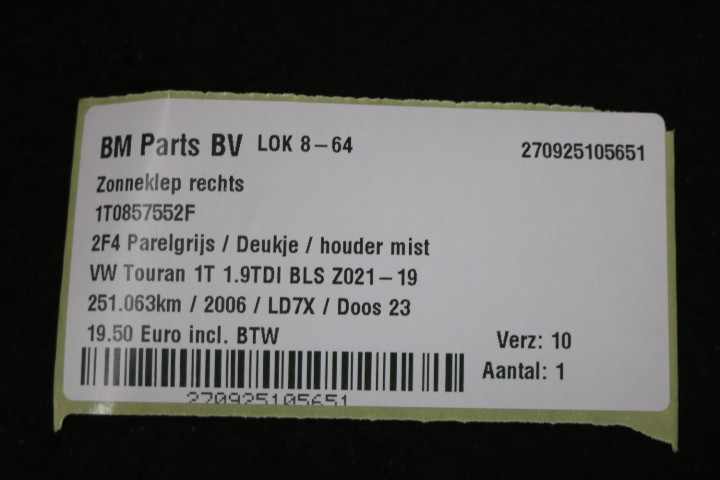 BM Parts BV LOK 8-64 270925105651
Zonneklep rechts
1T0857552F
2F4 Parelgrijs / Deukje / houder mist
VW Touran 1T 1.9TDI BLS Z021-19
251.063km / 2006 / LD7X / Doos 23
19.50 Euro incl. BTW Verz: 10
Aantal: 1
270925105651